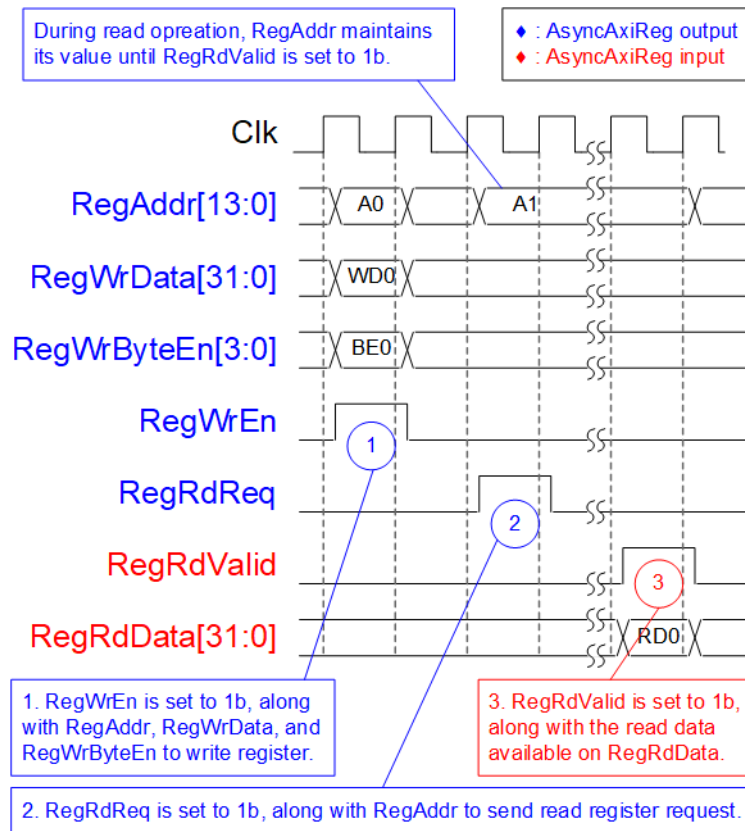 During read opreation, RegAddr maintains
its value until RegRdValid is set to 1b.
♦ : AsyncAxiReg output
♦ : AsyncAxiReg input
Clk
RegAddr[13:0]
A0
A1
RegWrData[31:0]
WD0
RegWrByteEn[3:0]
BE0
RegWrEn
1
RegRdReq
2
RegRdValid
3
RegRdData[31:0]
RD0
1. RegWrEn is set to 1b, along
with RegAddr, RegWrData, and
RegWrByteEn to write register.
3. RegRdValid is set to 1b,
along with the read data
available on RegRdData.
2. RegRdReq is set to 1b, along with RegAddr to send read register request.